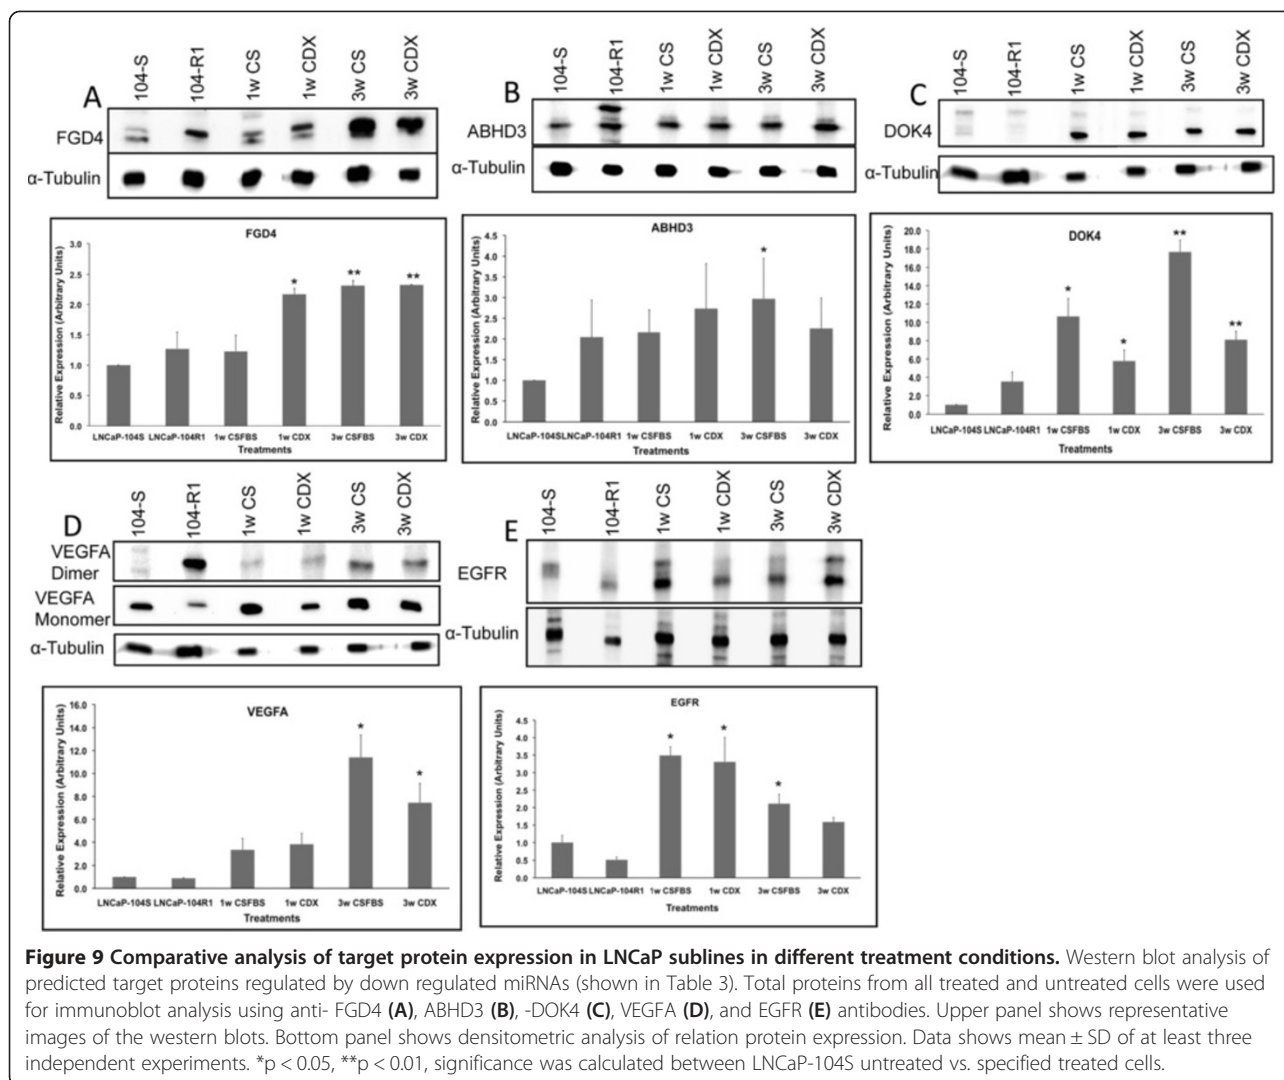 A
104-S
104-R1
1w CS
1w CDX
3w CS
3w CDX
FGD4
α-Tubulin
FGD4
Relative Expression (Arbitrary Units)
3.0
2.5
2.0
1.5
1.0
0.5
0.0
*
**
**
LNCaP-104S LNCaP-104R1 1w CSFBS 1w CDX 3w CSFBS 3w CDX
Treatments
B
104-S
104-R1
1w CS
1w CDX
3w CS
3w CDX
ABHD3
α-Tubulin
ABHD3
Relative Expression (Arbitrary Units)
4.5
4.0
3.5
3.0
2.5
2.0
1.5
1.0
0.5
0.0
*
LNCaP-104S LNCaP-104R1 1w CSFBS 1w CDX 3w CSFBS 3w CDX
Treatments
C
104-S
104-R1
1w CS
1w CDX
3w CS
3w CDX
DOK4
α-Tubulin
DOK4
Relative Expression (Arbitrary Units)
20.0
18.0
16.0
14.0
12.0
10.0
8.0
6.0
4.0
2.0
0.0
*
*
**
**
LNCaP-104S LNCaP-104R1 1w CSFBS 1w CDX 3w CSFBS 3w CDX
Treatments
D
104-S
104-R1
1w CS
1w CDX
3w CS
3w CDX
VEGFA
Dimer
VEGFA
Monomer
α-Tubulin
VEGFA
Relative Expression (Arbitrary Units)
16.0
14.0
12.0
10.0
8.0
6.0
4.0
2.0
0.0
*
*
LNCaP-104S LNCaP-104R1 1w CSFBS 1w CDX 3w CSFBS 3w CDX
Treatments
E
104-S
104-R1
1w CS
1w CDX
3w CS
3w CDX
EGFR
α-Tubulin
EGFR
Relative Expression (Arbitrary Units)
4.5
4.0
3.5
3.0
2.5
2.0
1.5
1.0
0.5
0.0
*
*
*
LNCaP-104S LNCaP-104R1 1w CSFBS 1w CDX 3w CSFBS 3w CDX
Treatments
Figure 9 Comparative analysis of target protein expression in LNCaP sublines in different treatment conditions. Western blot analysis of
predicted target proteins regulated by down regulated miRNAs (shown in Table 3). Total proteins from all treated and untreated cells were used
for immunoblot analysis using anti- FGD4 (A), ABHD3 (B), -DOK4 (C), VEGFA (D), and EGFR (E) antibodies. Upper panel shows representative
images of the western blots. Bottom panel shows densitometric analysis of relation protein expression. Data shows mean ± SD of at least three
independent experiments. *p < 0.05, **p < 0.01, significance was calculated between LNCaP-104S untreated vs. specified treated cells.